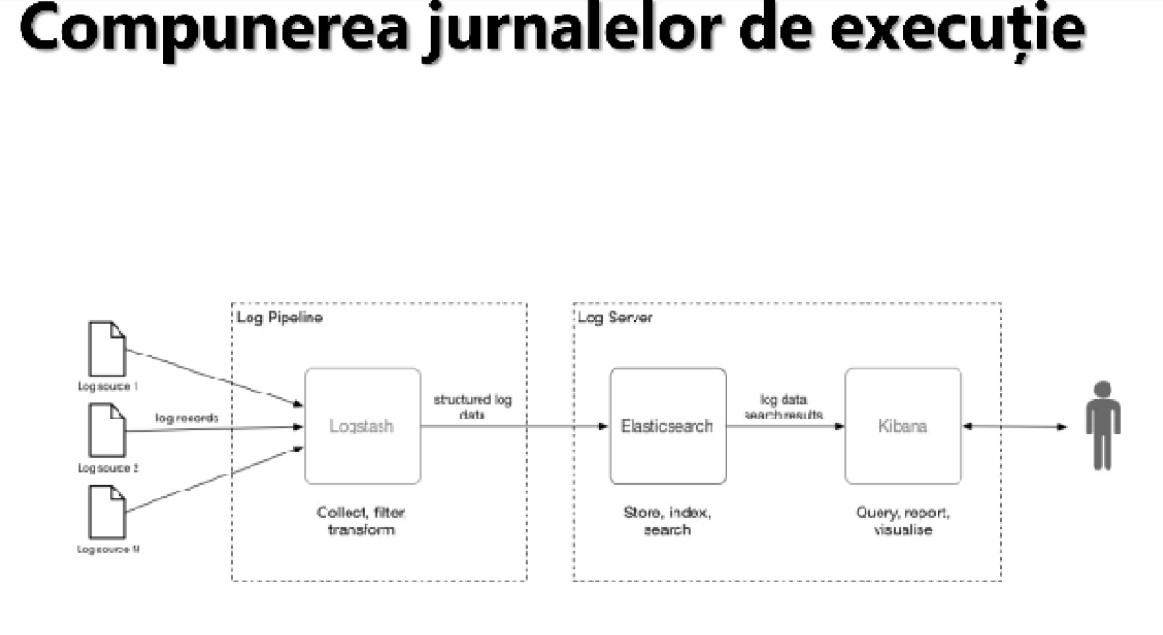 Compunerea jurnalelor de execuție
Log Pipeline
Log Server
Log source 1
log records
Log source 2
Log source N
Logstash
structured log
data
Elasticsearch
log data
search results
Kibana
Collect, filter
transform
Store, index,
search
Query, report,
visualise